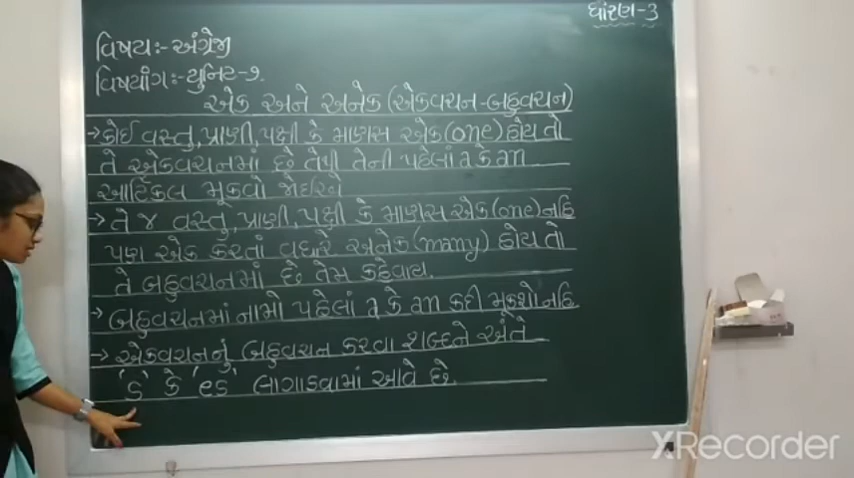 ધોરણ-3
વિષય:-અંગ્રેજી
વિષયાંગ:-યુનિટ-૧.
એક અને અનેક (એકવચન-બહુવચન)
→કોઈ વસ્તુ,પ્રાણી,પક્ષી કે માણસ એક(one) હોય તો
તે એકવચનમાં છે તેથી તેની પહેલાં a કે an
આર્ટિકલ મૂકવો જોઈએ
→ તે જ વસ્તુ,પ્રાણી,પક્ષી કે માણસ એક(one) નહિ
પણ એક કરતાં વધારે અનેક(many) હોય તો
તે બહુવચનમાં છે તેમ કહેવાય.
→ બહુવચનમાં નામો પહેલાં a કે an કદી મૂકશો નહિ
→ એકવચનનું બહુવચન કરવા શબ્દને અંતે
's' કે 'es' લાગાડવામાં આવે છે.
XRecorder